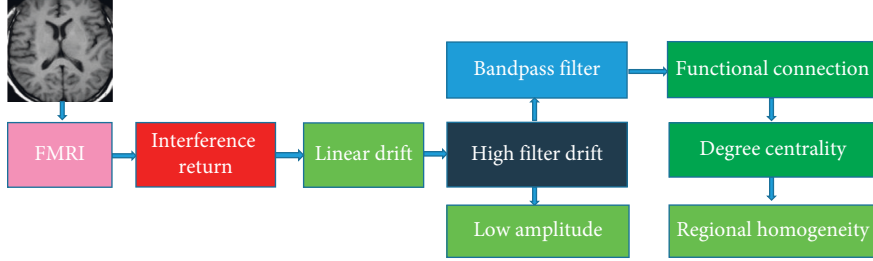 Bandpass filter
Functional connection
FMRI
Interference
return
Linear drift
High filter drift
Degree centrality
Low amplitude
Regional homogeneity